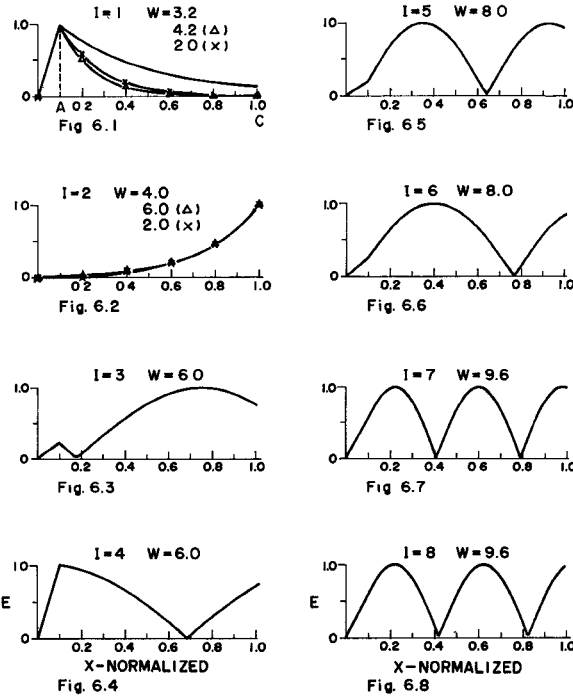 I=1 W=3.2
4.2 (△)
2.0 (×)
1.0
0
A 0.2 0.4 0.6 0.8 1.0
C
Fig 6.1
I=2 W=4.0
6.0 (△)
2.0 (×)
1.0
0
0.2 0.4 0.6 0.8 1.0
Fig. 6.2
I=3 W=6.0
1.0
0
0.2 0.4 0.6 0.8 1.0
Fig. 6.3
I=4 W=6.0
1.0
E
0
0.2 0.4 0.6 0.8 1.0
X-NORMALIZED
Fig. 6.4
I=5 W=8.0
1.0
0
0.2 0.4 0.6 0.8 1.0
Fig 6.5
I=6 W=8.0
1.0
0
0.2 0.4 0.6 0.8 1.0
Fig. 6.6
I=7 W=9.6
1.0
0
0.2 0.4 0.6 0.8 1.0
Fig. 6.7
I=8 W=9.6
1.0
E
0
0.2 0.4 0.6 0.8 1.0
X-NORMALIZED
Fig. 6.8